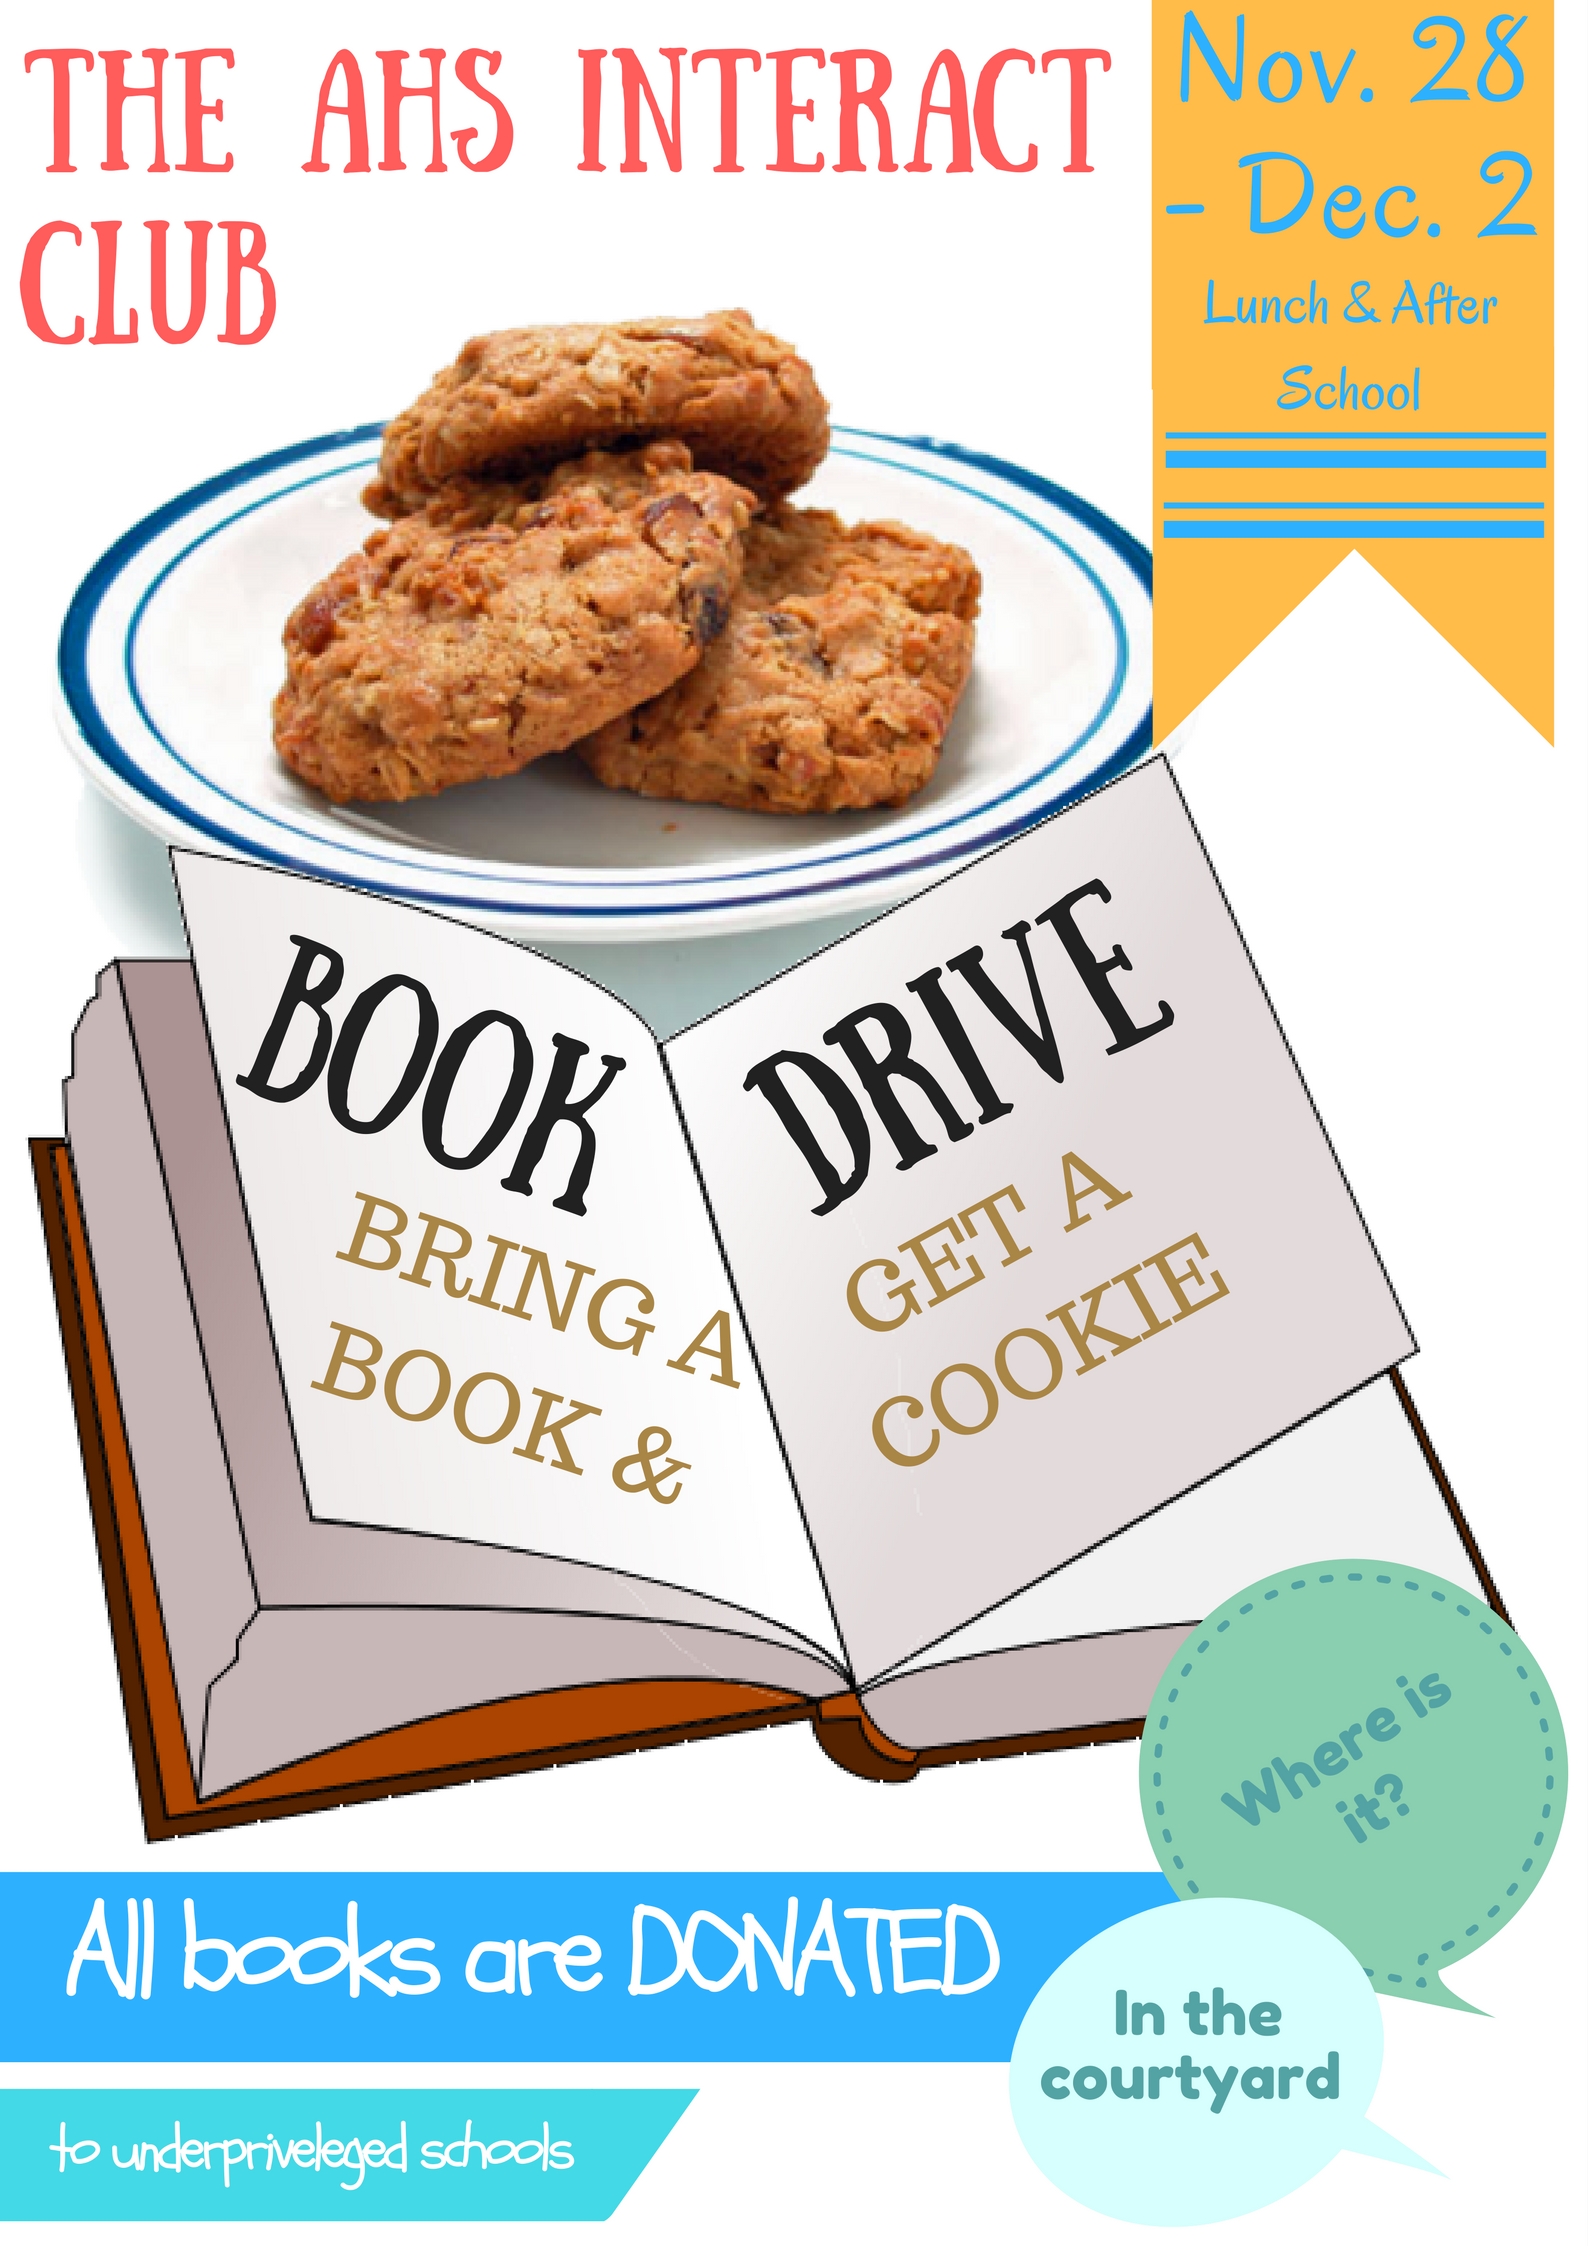 THE AHS INTERACT
CLUB
Nov. 28
- Dec. 2
Lunch & After
School
BOOK
BRING A
BOOK &
DRIVE
GET A
COOKIE
Where is
it?
In the
courtyard
All books are DONATED
to underpriveleged schools